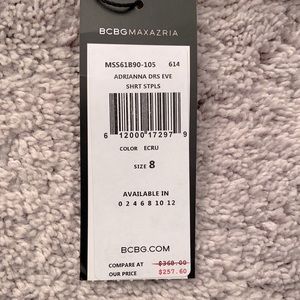 BCBGMAXAZRIA
MSS61B90-105 614
ADRIANNA DRS EVE
SHRT STPLS
6 12000 17297 9
COLOR ECRU
SIZE 8
AVAILABLE IN
0 2 4 6 8 10 12
BCBG.COM
COMPARE AT $368.00
OUR PRICE $257.60